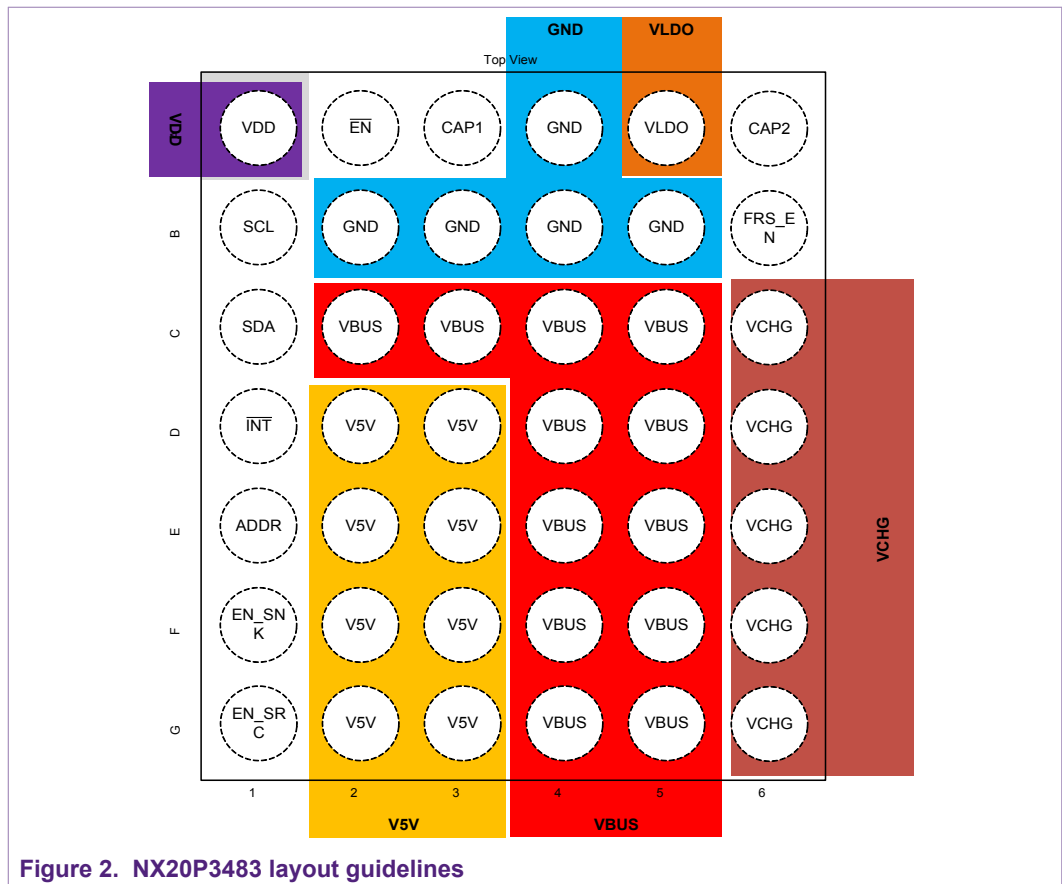 GND VLDO
Top View
VDD VDD EN CAP1 GND VLDO CAP2
B SCL GND GND GND GND FRS_E
N
C SDA VBUS VBUS VBUS VBUS VCHG
D INT V5V V5V VBUS VBUS VCHG
E ADDR V5V V5V VBUS VBUS VCHG
VCHG
F EN_SN
K V5V V5V VBUS VBUS VCHG
G EN_SR
C V5V V5V VBUS VBUS VCHG
1 2 3 4 5 6
V5V VBUS
Figure 2. NX20P3483 layout guidelines